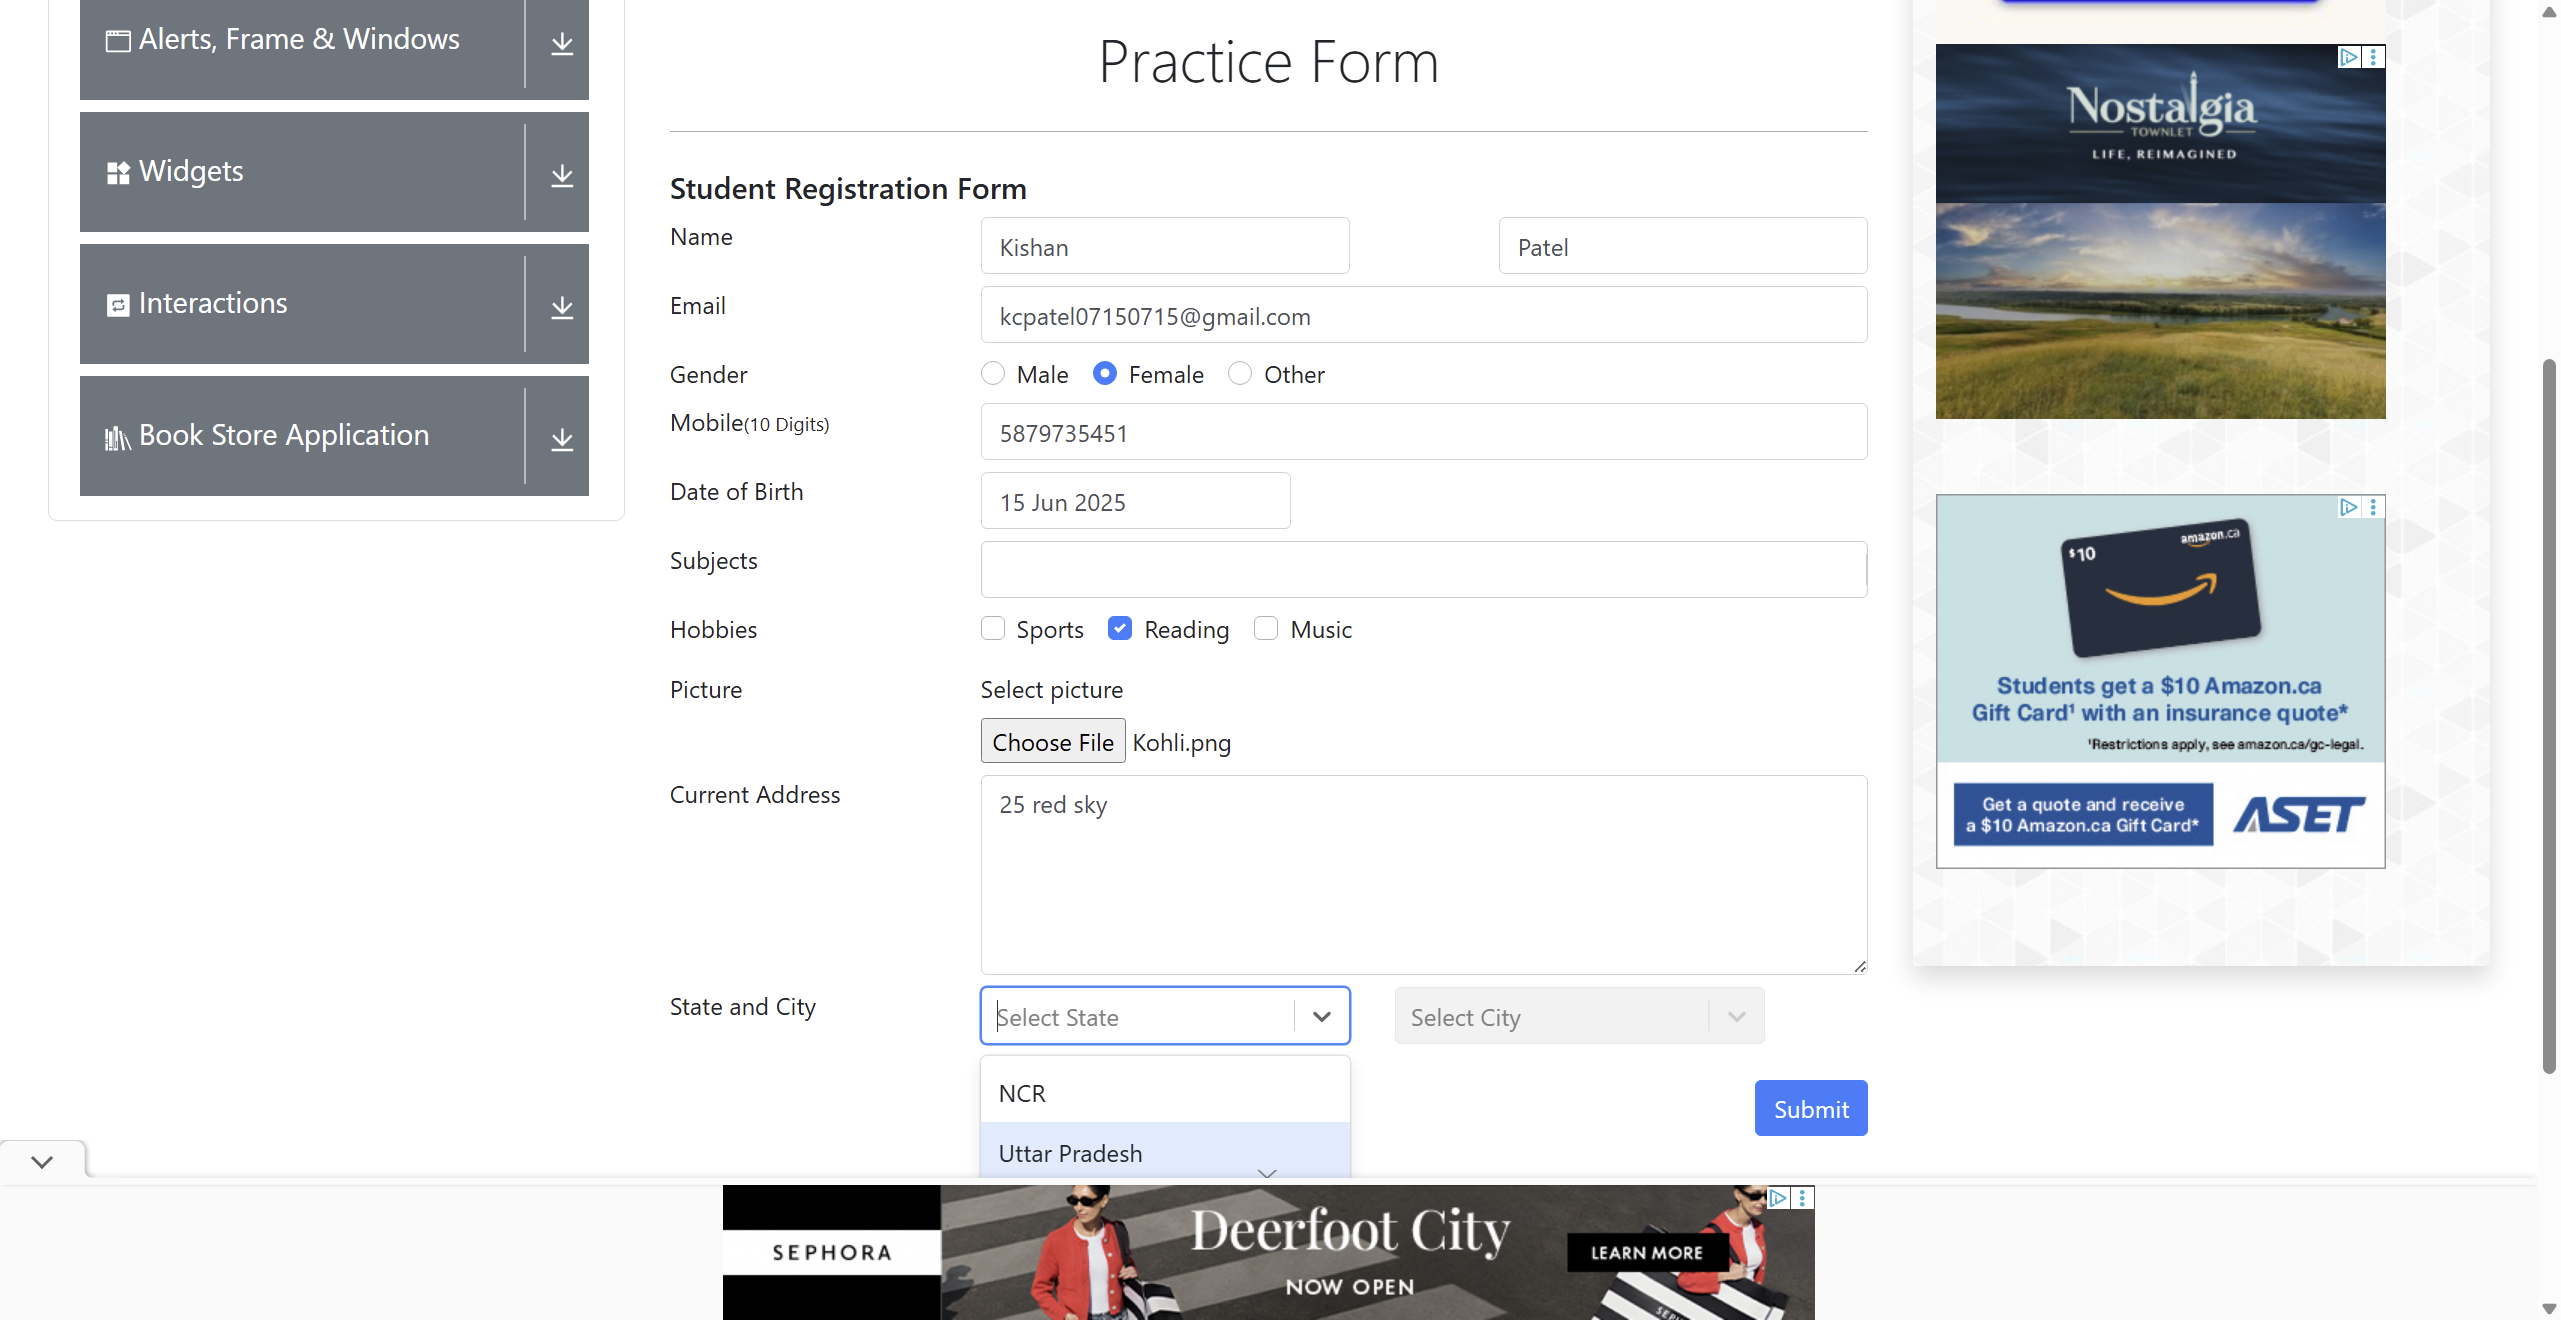 Alerts, Frame & Windows
Widgets
Interactions
Book Store Application
Practice Form
Student Registration Form
Name
Kishan
Patel
Email
kcpatel07150715@gmail.com
Gender
Male
Female
Other
Mobile(10 Digits)
5879735451
Date of Birth
15 Jun 2025
Subjects
Hobbies
Sports
Reading
Music
Picture
Select picture
Choose File
Kohli.png
Current Address
25 red sky
State and City
Select State
Select City
NCR
Uttar Pradesh
Submit
Nostalgia
TOWNLET
LIFE, REIMAGINED
$10
amazon.ca
Students get a $10 Amazon.ca
Gift Card¹ with an insurance quote*
¹Restrictions apply, see amazon.ca/gc-legal.
Get a quote and receive
a $10 Amazon.ca Gift Card*
ASET
SEPHORA
Deerfoot City
NOW OPEN
LEARN MORE